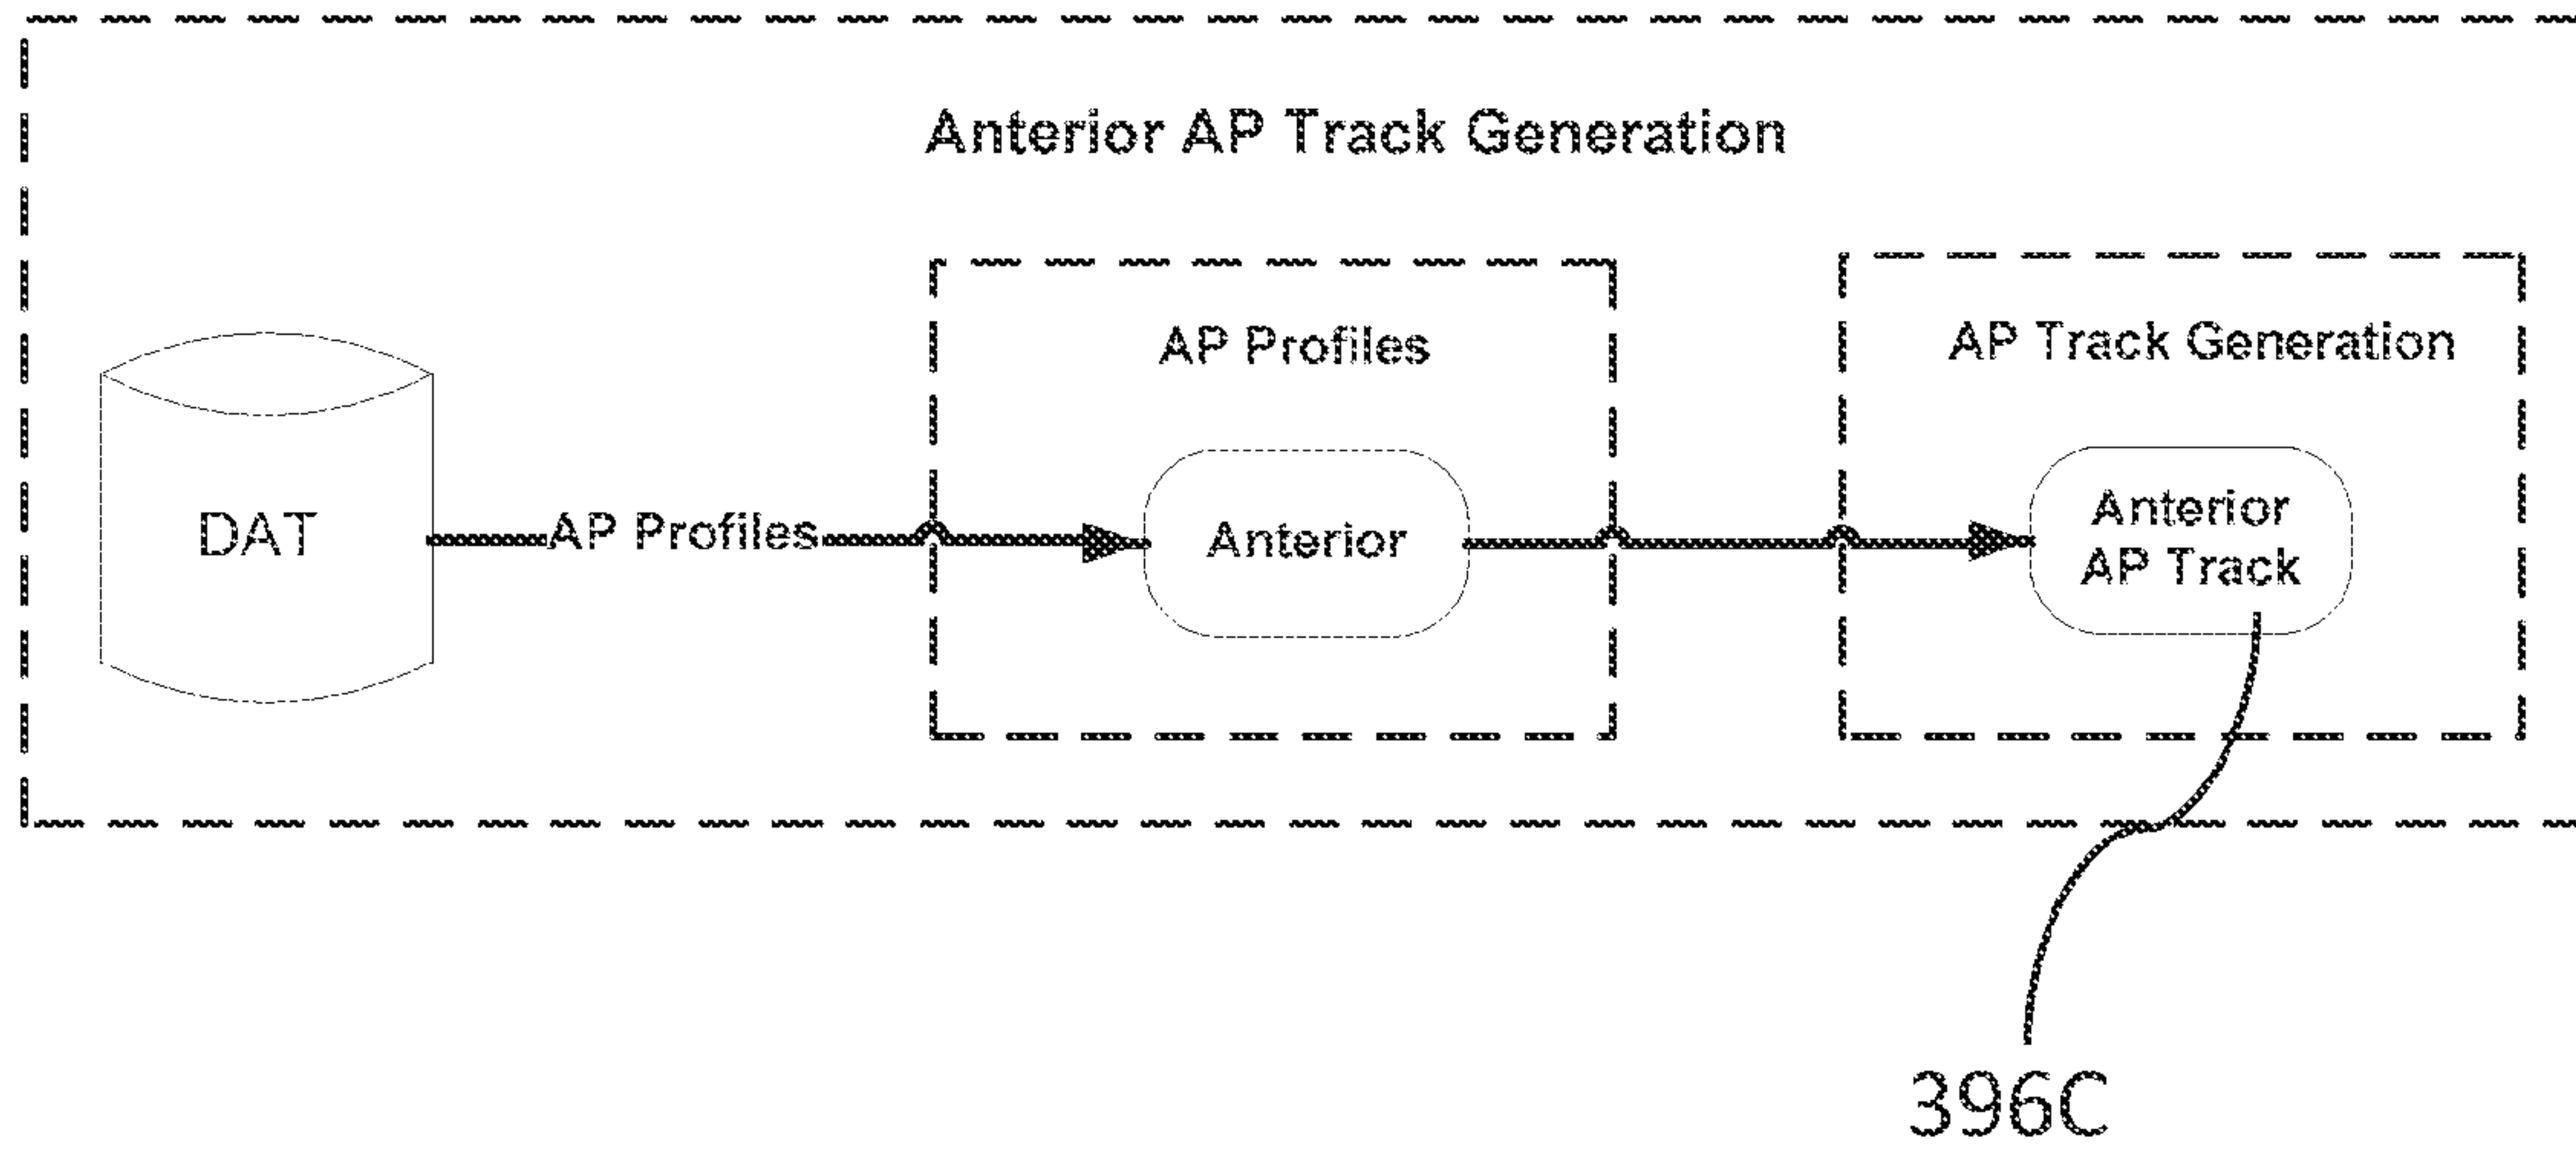 Anterior AP Track Generation
AP Profiles
AP Track Generation
DAT
AP Profiles
Anterior
Anterior
AP Track
396C